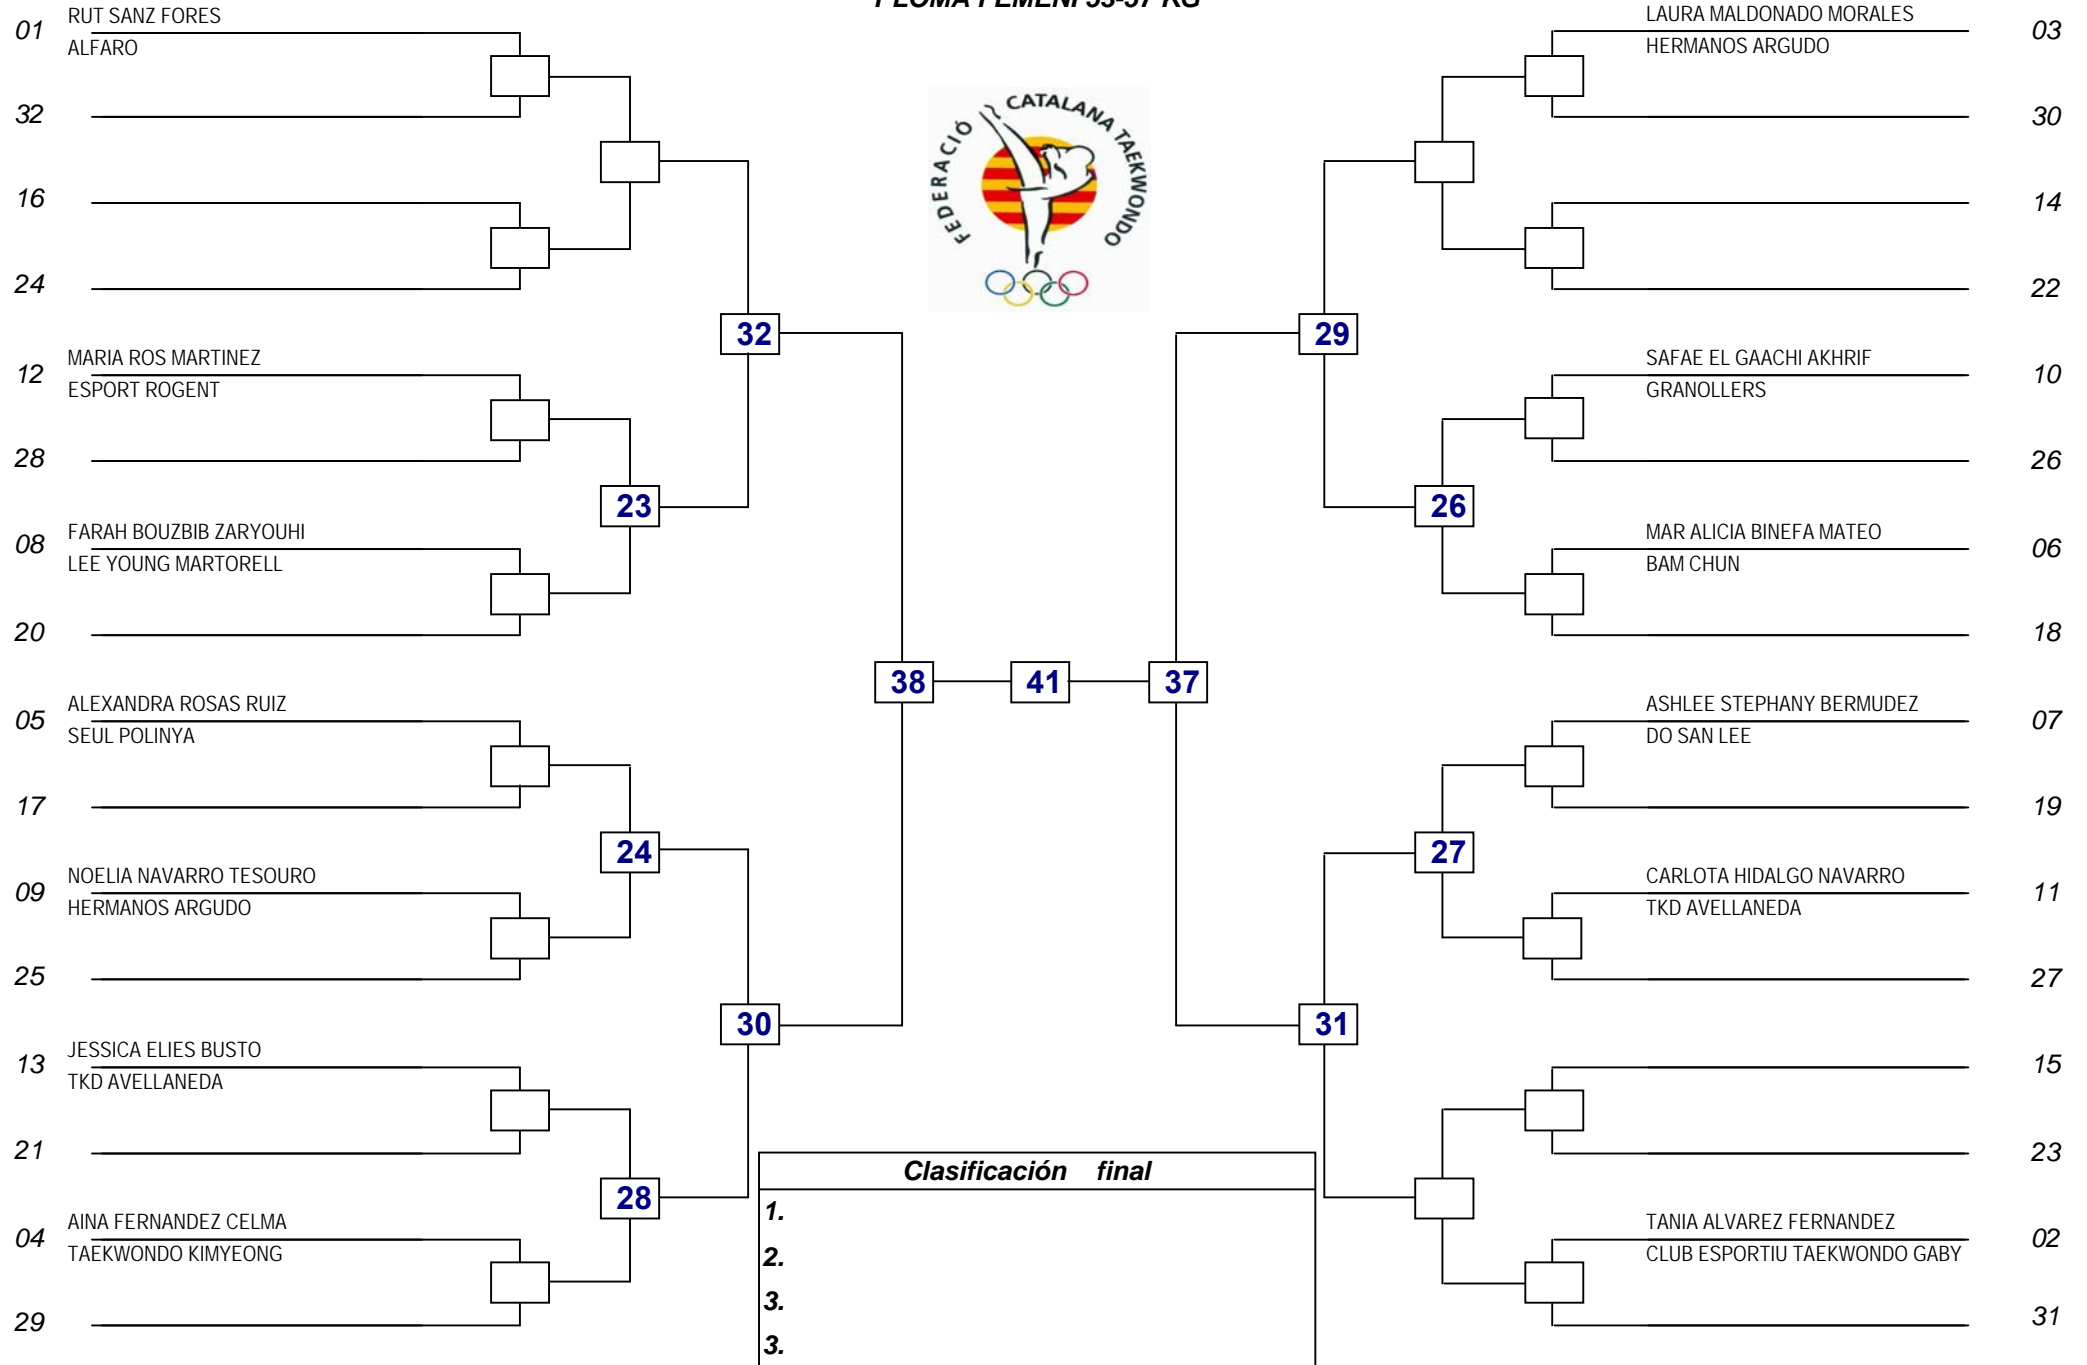 PLOMA FEMENI 53-57 KG
01 RUT SANZ FORES
ALFARO
32
16
24
12 MARIA ROS MARTINEZ
ESPORT ROGENT
28
08 FARAH BOUZBIB ZARYOUHI
LEE YOUNG MARTORELL
20
05 ALEXANDRA ROSAS RUIZ
SEUL POLINYA
17
09 NOELIA NAVARRO TESOURO
HERMANOS ARGUDO
25
13 JESSICA ELIES BUSTO
TKD AVELLANEDA
21
04 AINA FERNANDEZ CELMA
TAEKWONDO KIMYEONG
29
23
24
28
32
30
38
41
37
29
31
26
27
FEDERACIÓ CATALANA TAEKWONDO
LAURA MALDONADO MORALES 03
HERMANOS ARGUDO
30
14
22
SAFAE EL GAACHI AKHRIF 10
GRANOLLERS
26
MAR ALICIA BINEFA MATEO 06
BAM CHUN
18
ASHLEE STEPHANY BERMUDEZ 07
DO SAN LEE
19
CARLOTA HIDALGO NAVARRO 11
TKD AVELLANEDA
27
15
23
TANIA ALVAREZ FERNANDEZ 02
CLUB ESPORTIU TAEKWONDO GABY
31
Clasificación final
1.
2.
3.
3.